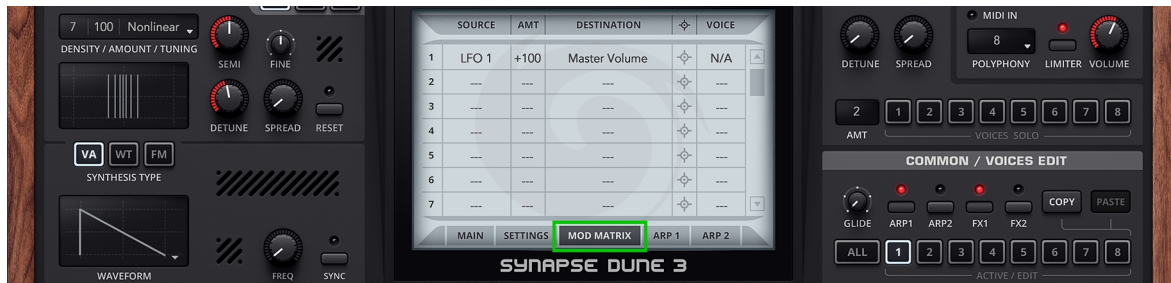 7 100 Nonlinear
DENSITY / AMOUNT / TUNING
SEMI FINE
DETUNE SPREAD RESET
VA WT FM
SYNTHESIS TYPE
WAVEFORM
FREQ SYNC
SOURCE AMT DESTINATION VOICE
1 LFO 1 +100 Master Volume N/A
2 --- --- --- ---
3 --- --- --- ---
4 --- --- --- ---
5 --- --- --- ---
6 --- --- --- ---
7 --- --- --- ---
MAIN SETTINGS MOD MATRIX ARP 1 ARP 2
SYNAPSE DUNE 3
MIDI IN
8
DETUNE SPREAD POLYPHONY LIMITER VOLUME
2 1 2 3 4 5 6 7 8
AMT VOICES SOLO
COMMON / VOICES EDIT
GLIDE ARP1 ARP2 FX1 FX2 COPY PASTE
ALL 1 2 3 4 5 6 7 8
ACTIVE / EDIT